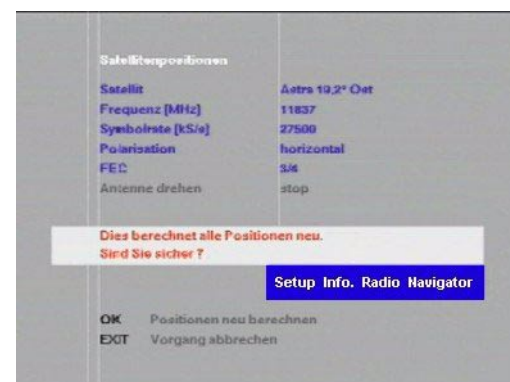 Satellitenpositionen
Satellit Astra 19,2° Ost
Frequenz [MHz] 11837
Symbolrate [kS/s] 27500
Polarisation horizontal
FEC 3/4
Antenne drehen stop
Dies berechnet alle Positionen neu.
Sind Sie sicher ?
Setup Info. Radio Navigator
OK Positionen neu berechnen
EXIT Vorgang abbrechen